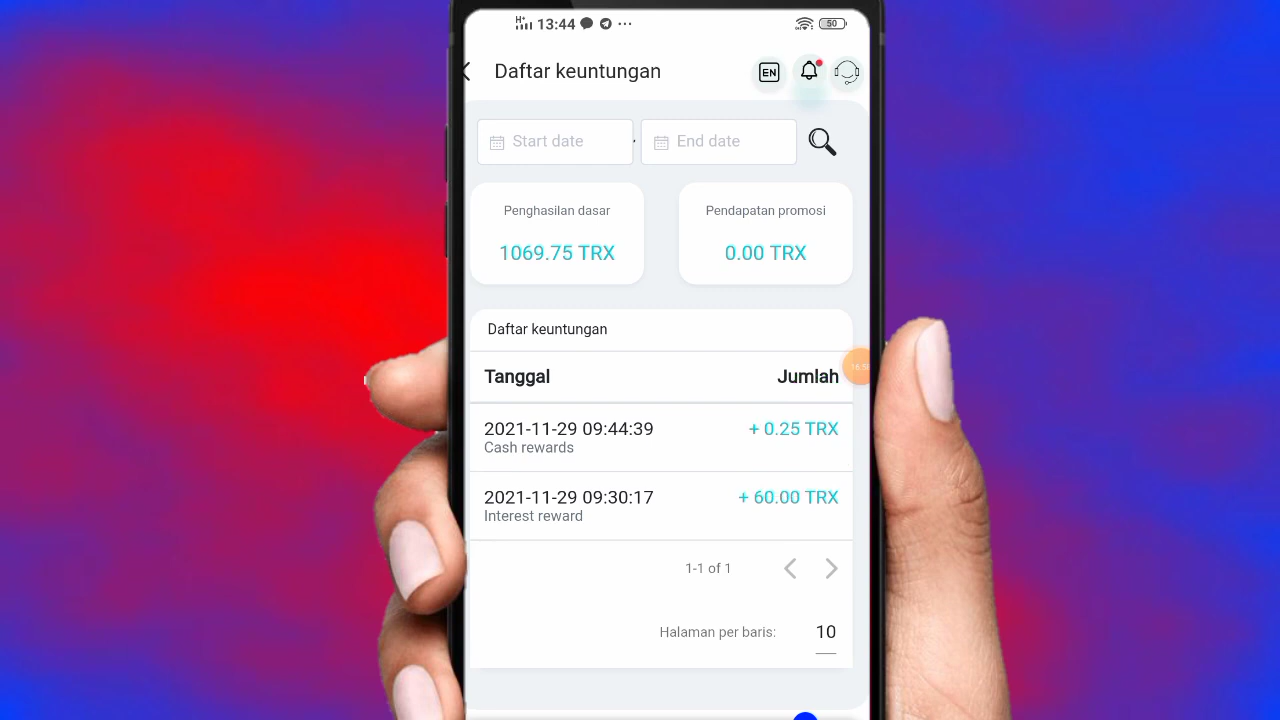 13:44 50
Daftar keuntungan EN
Start date End date
Penghasilan dasar Pendapatan promosi
1069.75 TRX 0.00 TRX
Daftar keuntungan
Tanggal Jumlah
2021-11-29 09:44:39 + 0.25 TRX
Cash rewards
2021-11-29 09:30:17 + 60.00 TRX
Interest reward
1-1 of 1
Halaman per baris: 10